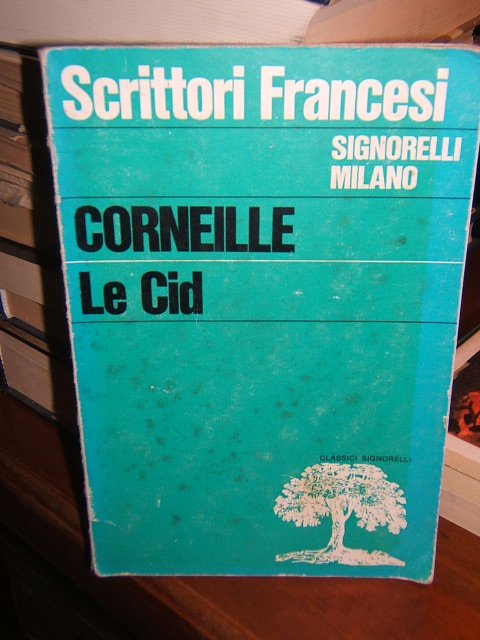 Scrittori Francesi
SIGNORELLI
MILANO
CORNEILLE
Le Cid
CLASSICI SIGNORELLI